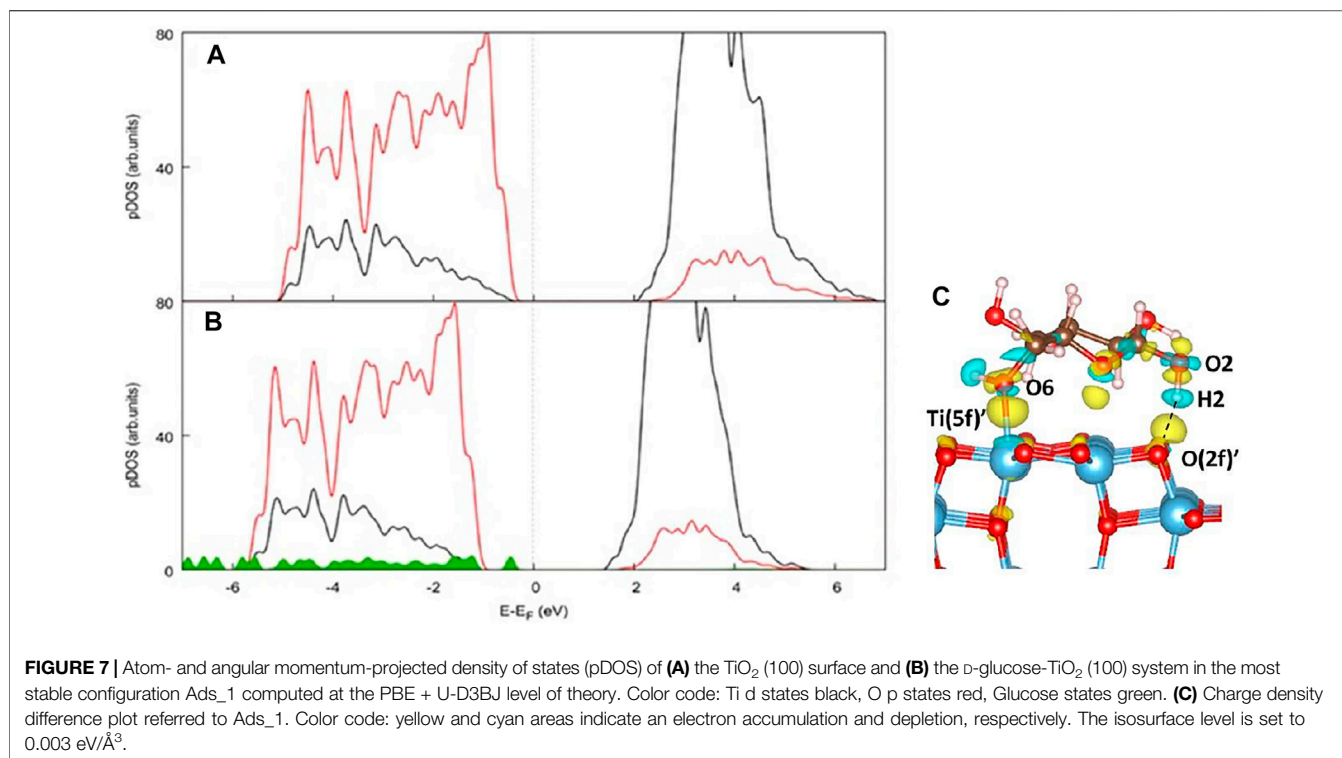 A
80
40
pDOS (arb.units)
B
80
40
0
pDOS (arb.units)
-6 -4 -2 0 2 4 6
E-E_F (eV)
C
O2
O6
H2
Ti(5f)’
O(2f)’
FIGURE 7 | Atom- and angular momentum-projected density of states (pDOS) of (A) the TiO₂ (100) surface and (B) the ᴅ-glucose-TiO₂ (100) system in the most
stable configuration Ads_1 computed at the PBE + U-D3BJ level of theory. Color code: Ti d states black, O p states red, Glucose states green. (C) Charge density
difference plot referred to Ads_1. Color code: yellow and cyan areas indicate an electron accumulation and depletion, respectively. The isosurface level is set to
0.003 eV/Å³.